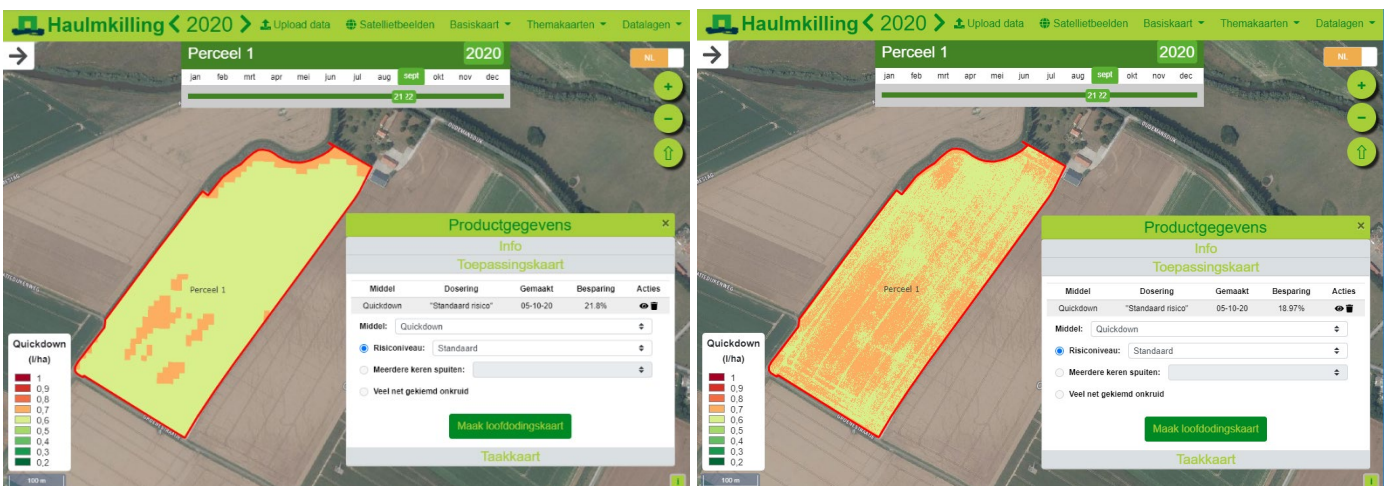 Haulmkilling < 2020 > Upload data Satellietbeelden Basiskaart Themakaarten Datalagen
Perceel 1 2020
NL
jan feb mrt apr mei jun jul aug sept okt nov dec
21 22
+
−
OUDEMANSDIJK
Productgegevens ×
Info
Toepassingskaart
Middel Dosering Gemaakt Besparing Acties
Quickdown "Standaard risico" 05-10-20 21.8%
Middel: Quickdown
Risiconiveau: Standaard
Meerdere keren spuiten:
Veel net gekiemd onkruid
Maak loofdodingskaart
Taakkaart
Perceel 1
Quickdown
(l/ha)
1
0,9
0,8
0,7
0,6
0,5
0,4
0,3
0,2
100 m
i
Haulmkilling < 2020 > Upload data Satellietbeelden Basiskaart Themakaarten Datalagen
Perceel 1 2020
NL
jan feb mrt apr mei jun jul aug sept okt nov dec
21 22
+
−
OUDEMANSDIJK
Productgegevens ×
Info
Toepassingskaart
Middel Dosering Gemaakt Besparing Acties
Quickdown "Standaard risico" 05-10-20 18.97%
Middel: Quickdown
Risiconiveau: Standaard
Meerdere keren spuiten:
Veel net gekiemd onkruid
Maak loofdodingskaart
Taakkaart
Perceel 1
Quickdown
(l/ha)
1
0,9
0,8
0,7
0,6
0,5
0,4
0,3
0,2
100 m
i